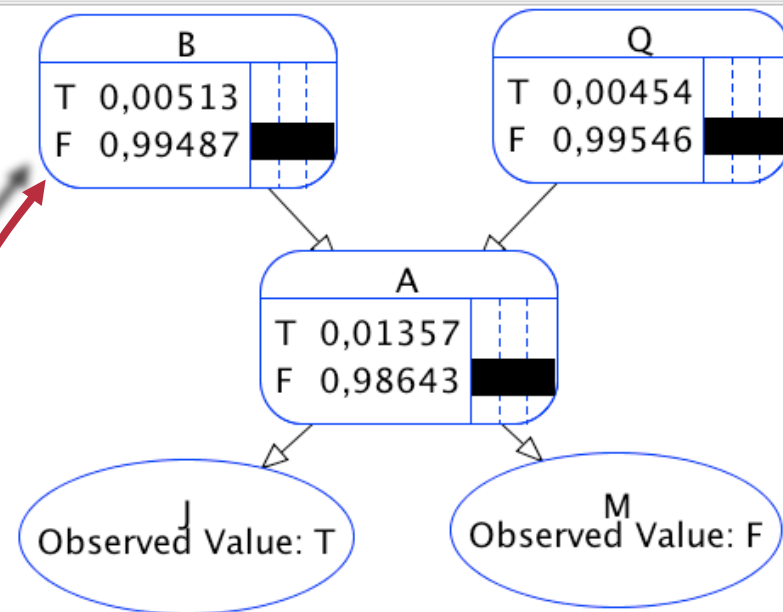 B
T 0,00513
F 0,99487
Q
T 0,00454
F 0,99546
A
T 0,01357
F 0,98643
J
Observed Value: T
M
Observed Value: F